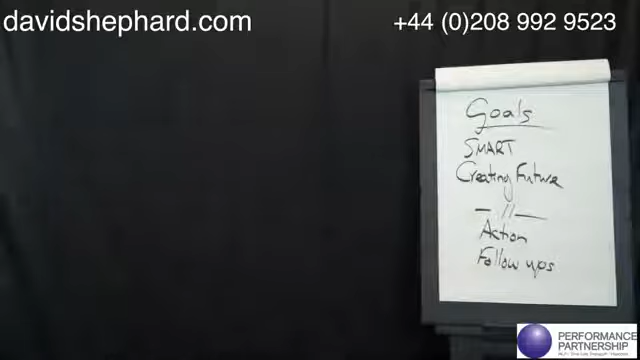 davidshephard.com
+44 (0)208 992 9523
Goals
SMART
Creating Future
— // —
Action
Follow ups
PERFORMANCE
PARTNERSHIP